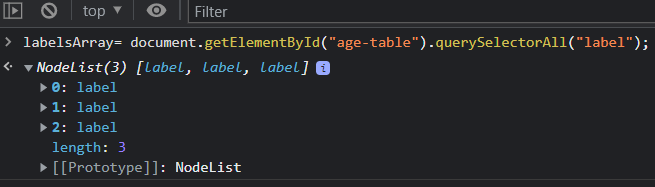 top Filter
labelsArray= document.getElementById("age-table").querySelectorAll("label");
NodeList(3) [label, label, label] i
0: label
1: label
2: label
length: 3
[[Prototype]]: NodeList